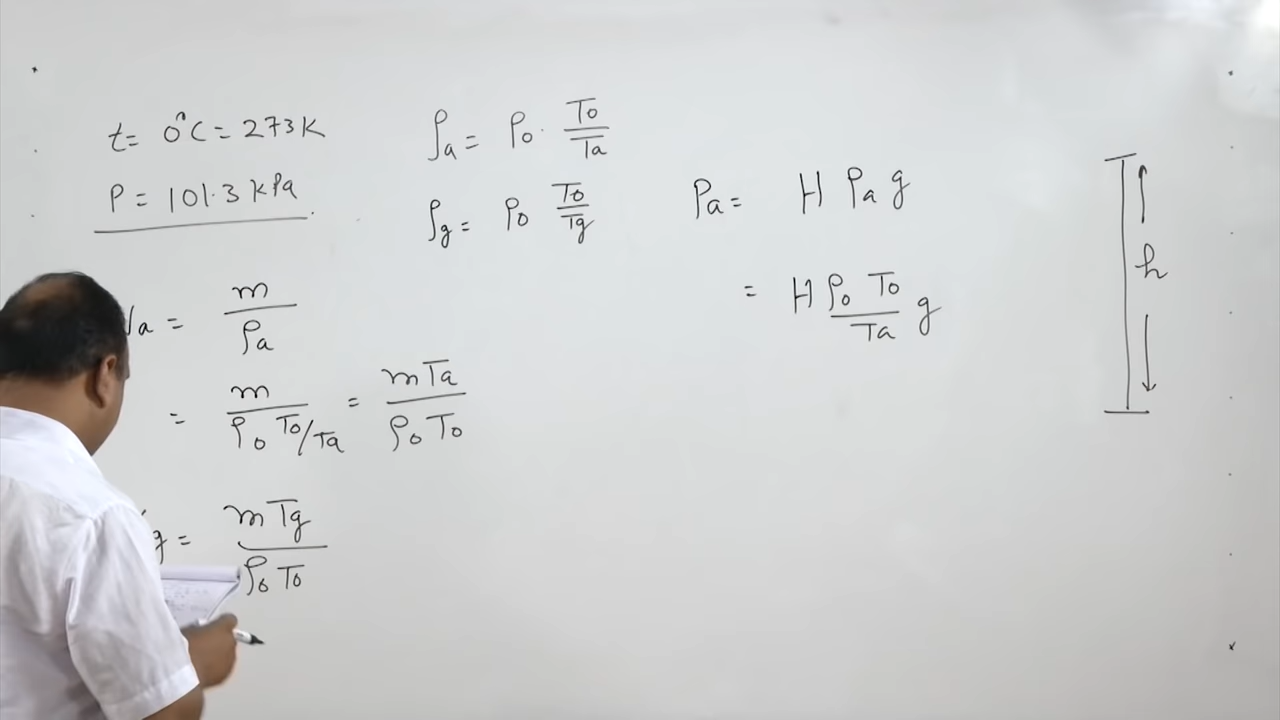 t = 0°C = 273 K
P = 101.3 kPa
ρa = ρ0 · T0/Ta
ρg = ρ0 T0/Tg
Pa = H ρa g
= H ρ0 T0/Ta g
h
a = m/ρa
= m/(ρ0 T0/Ta) = mTa/(ρ0 T0)
g = mTg/(ρ0 T0)